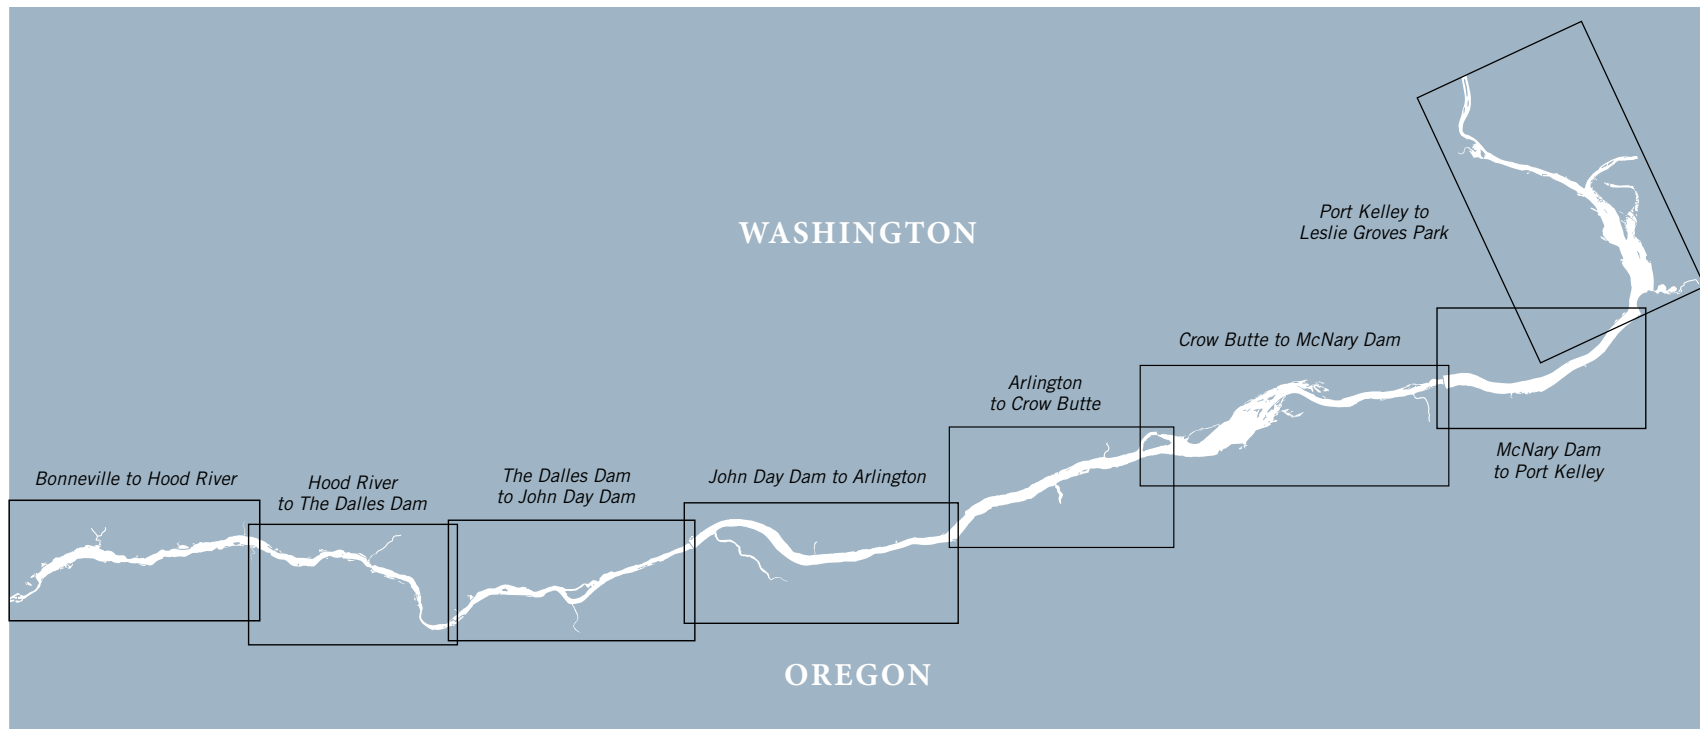 WASHINGTON
Port Kelley to
Leslie Groves Park
Crow Butte to McNary Dam
Arlington
to Crow Butte
McNary Dam
to Port Kelley
Bonneville to Hood River
Hood River
to The Dalles Dam
The Dalles Dam
to John Day Dam
John Day Dam to Arlington
OREGON